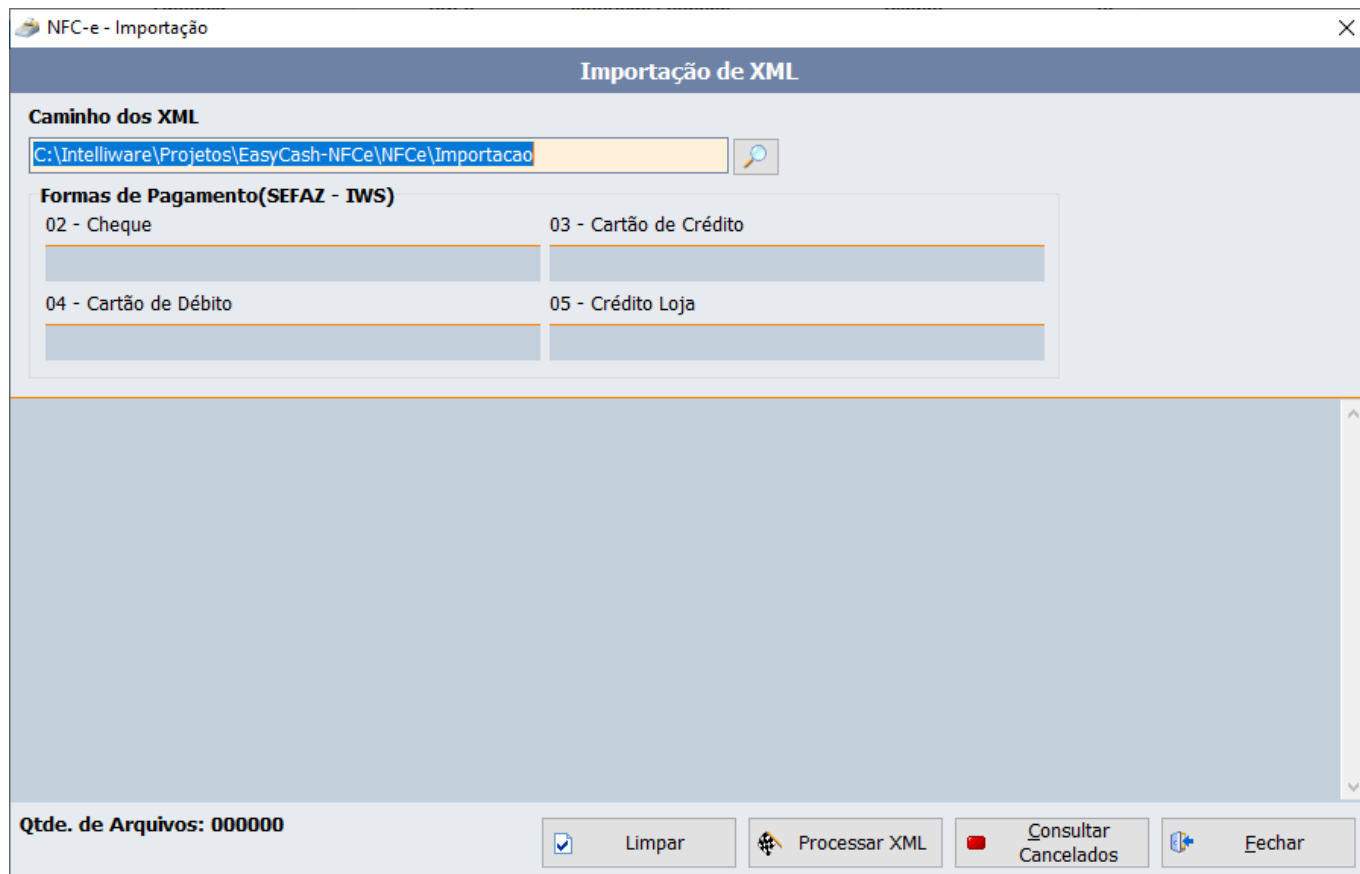 NFC-e - Importação
Importação de XML
Caminho dos XML
C:\Intelliware\Projetos\EasyCash-NFCe\NFCe\Importacao
Formas de Pagamento(SEFAZ - IWS)
02 - Cheque
03 - Cartão de Crédito
04 - Cartão de Débito
05 - Crédito Loja
Qtde. de Arquivos: 000000
Limpar
Processar XML
Consultar
Cancelados
Fechar